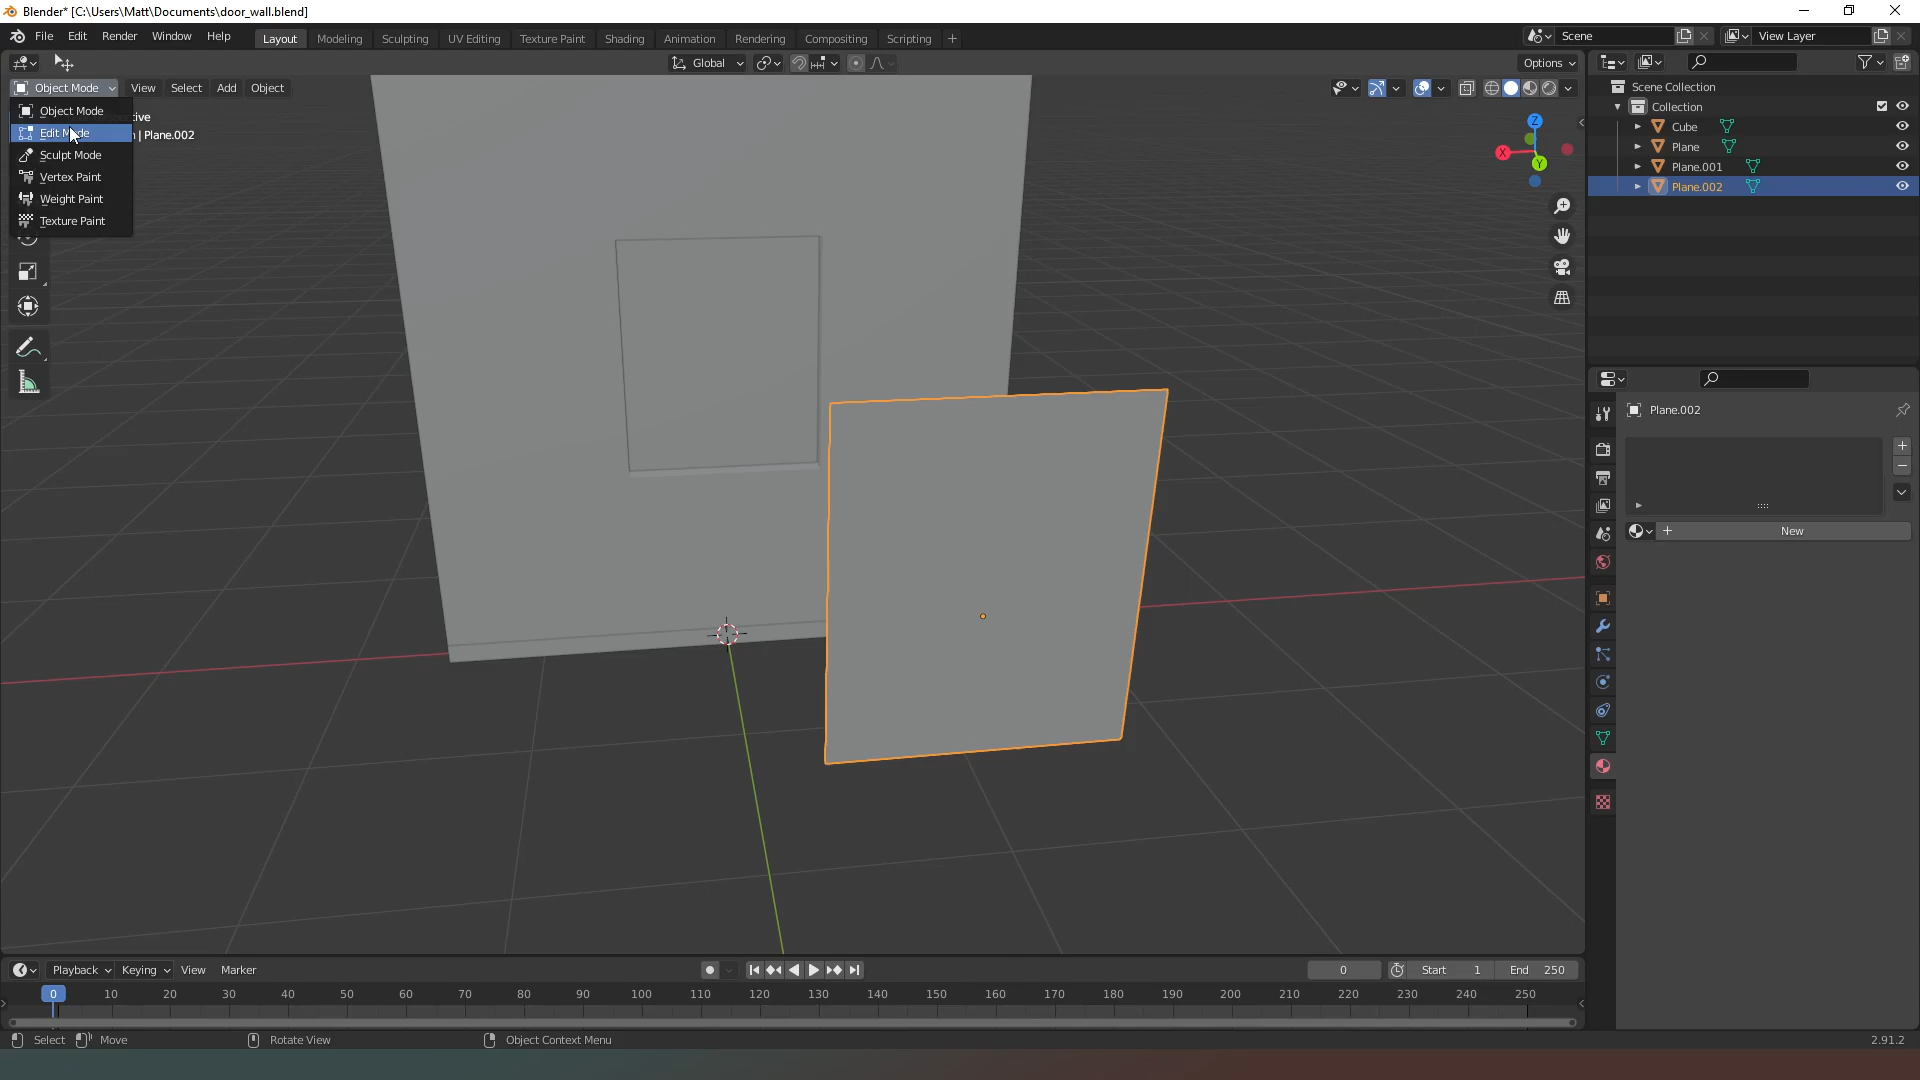 Blender* [C:\Users\Matt\Documents\door_wall.blend]
File Edit Render Window Help Layout Modeling Sculpting UV Editing Texture Paint Shading Animation Rendering Compositing Scripting + Scene View Layer
Global Options
Object Mode View Select Add Object
Object Mode
Edit Mode
| Plane.002
Sculpt Mode
Vertex Paint
Weight Paint
Texture Paint
Z
X
Y
Scene Collection
Collection
Cube
Plane
Plane.001
Plane.002
Plane.002
New
Playback Keying View Marker 0 Start 1 End 250
0 10 20 30 40 50 60 70 80 90 100 110 120 130 140 150 160 170 180 190 200 210 220 230 240 250
Select Move Rotate View Object Context Menu 2.91.2